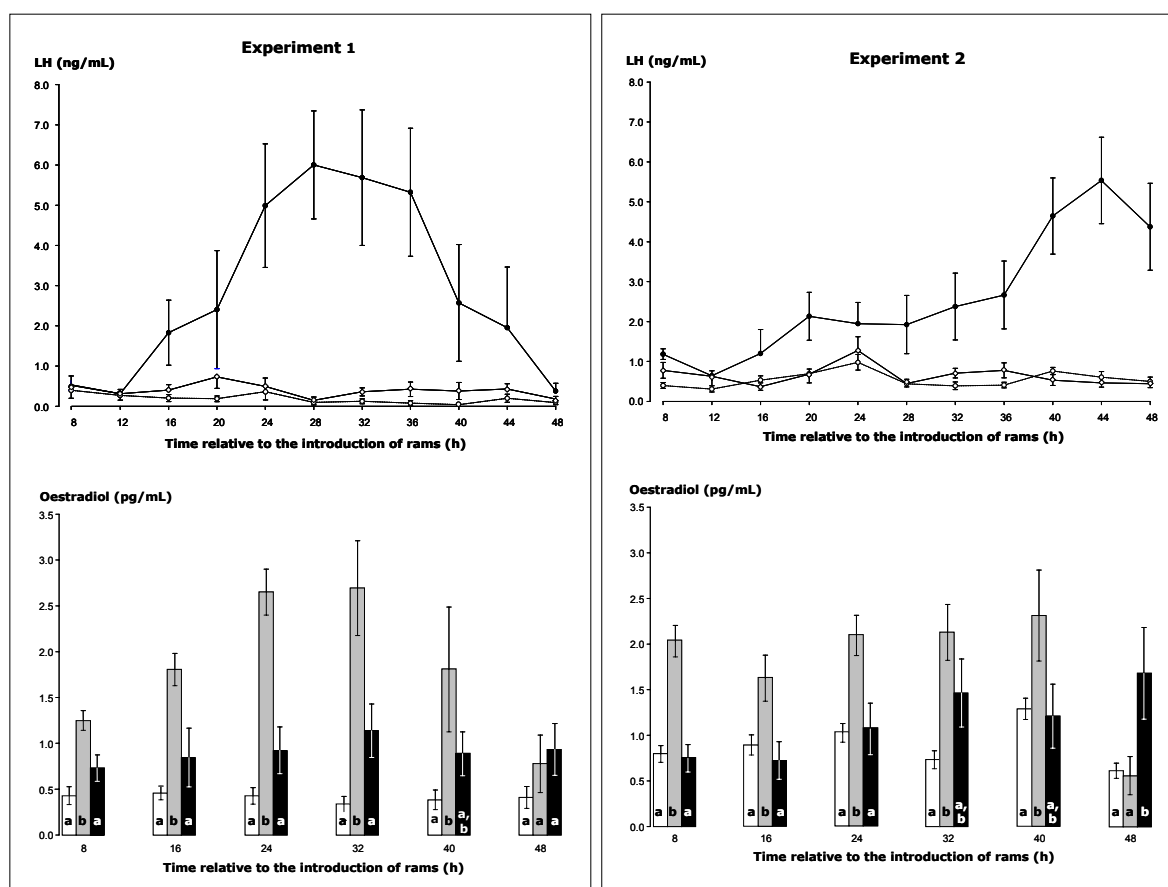 Experiment 1
LH (ng/mL)
8.0
7.0
6.0
5.0
4.0
3.0
2.0
1.0
0.0
8 12 16 20 24 28 32 36 40 44 48
Time relative to the introduction of rams (h)
Oestradiol (pg/mL)
3.5
3.0
2.5
2.0
1.5
1.0
0.5
0.0
a b a a b a a b a a b a a b a, b a a a
8 16 24 32 40 48
Time relative to the introduction of rams (h)
Experiment 2
LH (ng/mL)
8.0
7.0
6.0
5.0
4.0
3.0
2.0
1.0
0.0
8 12 16 20 24 28 32 36 40 44 48
Time relative to the introduction of rams (h)
Oestradiol (pg/mL)
3.5
3.0
2.5
2.0
1.5
1.0
0.5
0.0
a b a a b a a b a a b a, b a b a, b a a b
8 16 24 32 40 48
Time relative to the introduction of rams (h)